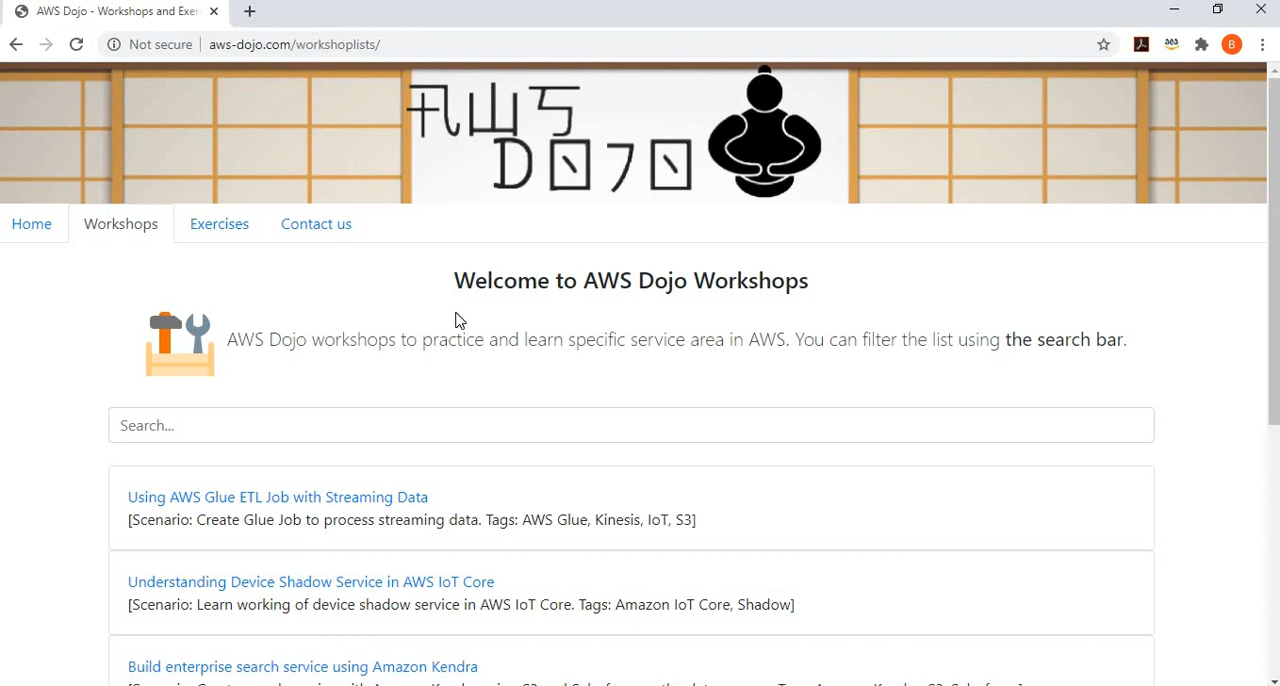 AWS Dojo - Workshops and Exer
Not secure
aws-dojo.com/workshoplists/
B
AWS
DOJO
Home
Workshops
Exercises
Contact us
Welcome to AWS Dojo Workshops
AWS Dojo workshops to practice and learn specific service area in AWS. You can filter the list using the search bar.
Search...
Using AWS Glue ETL Job with Streaming Data
[Scenario: Create Glue Job to process streaming data. Tags: AWS Glue, Kinesis, IoT, S3]
Understanding Device Shadow Service in AWS IoT Core
[Scenario: Learn working of device shadow service in AWS IoT Core. Tags: Amazon IoT Core, Shadow]
Build enterprise search service using Amazon Kendra